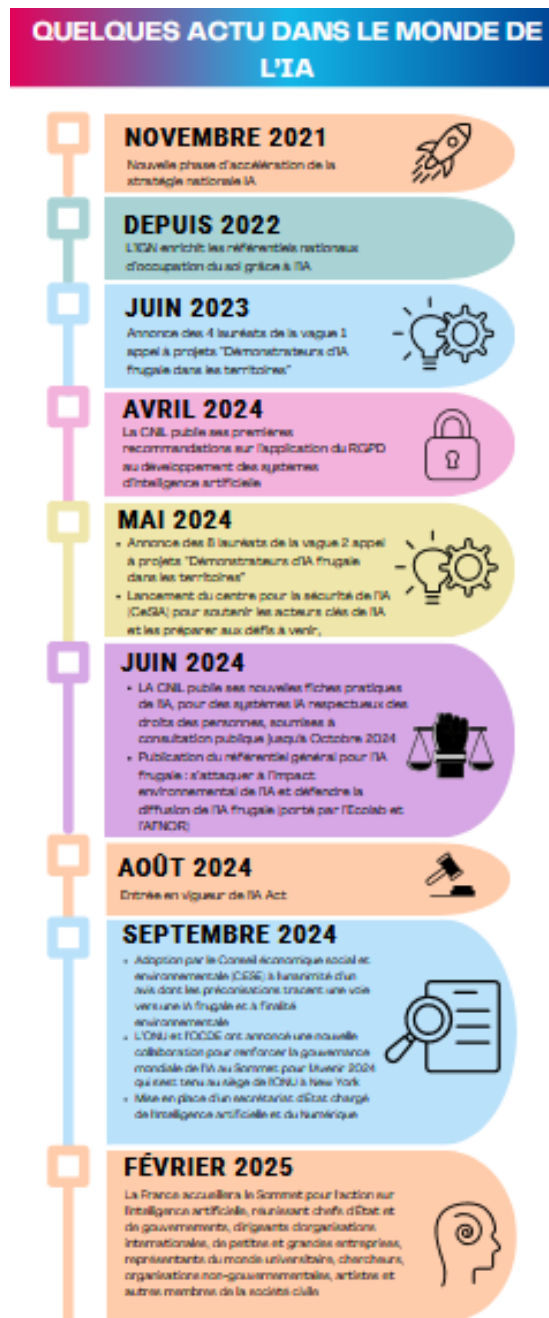 QUELQUES ACTU DANS LE MONDE DE
L'IA
NOVEMBRE 2021
Nouvelle phase d'accélération de la
stratégie nationale IA
DEPUIS 2022
L'IGN enrichit les référentiels nationaux
d'occupation du sol grâce à l'IA
JUIN 2023
Annonce des 4 lauréats de la vague 1
appel à projets "Démonstrateurs d'IA
frugale dans les territoires"
AVRIL 2024
La CNIL publie ses premières
recommandations sur l'application du RGPD
au développement des systèmes
d'intelligence artificielle
MAI 2024
• Annonce des 8 lauréats de la vague 2 appel
à projets "Démonstrateurs d'IA frugale
dans les territoires"
• Lancement du centre pour la sécurité de l'IA
(CeSIA) pour soutenir les acteurs clés de l'IA
et les préparer aux défis à venir,
JUIN 2024
• LA CNIL publie ses nouvelles fiches pratiques
de l'IA, pour des systèmes IA respectueux des
droits des personnes, soumises à
consultation publique jusqu'à Octobre 2024
• Publication du référentiel général pour l'IA
frugale : s'attaquer à l'impact
environnemental de l'IA et défendre la
diffusion de l'IA frugale (porté par l'Ecolab et
l'AFNOR)
AOÛT 2024
Entrée en vigueur de l'IA Act
SEPTEMBRE 2024
• Adoption par le Conseil économique social et
environnementale (CESE) à l'unanimité d'un
avis dont les préconisations tracent une voie
vers une IA frugale et à finalité
environnementale
• L'ONU et l'OCDE ont annoncé une nouvelle
collaboration pour renforcer la gouvernance
mondiale de l'IA au Sommet pour l'Avenir 2024
qui s'est tenu au siège de l'ONU à New York
• Mise en place d'un secrétariat d'Etat chargé
de l'Intelligence artificielle et du Numérique
FÉVRIER 2025
La France accueillera le Sommet pour l'action sur
l'intelligence artificielle, réunissant chefs d'État et
de gouvernements, dirigeants d'organisations
internationales, de petites et grandes entreprises,
représentants du monde universitaire, chercheurs,
organisations non-gouvernementales, artistes et
autres membres de la société civile